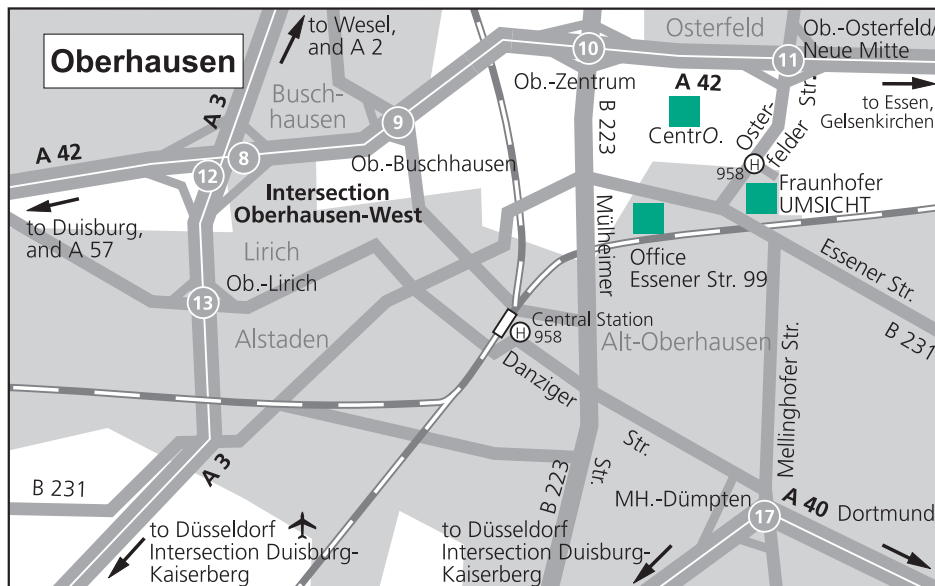 to Wesel,
and A 2
Oberhausen
A 3
Osterfeld
Ob.-Osterfeld/
Neue Mitte
10
11
Ob.-Zentrum
A 42
to Essen,
Gelsenkirchen
Busch-
hausen
9
B 223
CentrO.
Oster-
felder Str.
A 42
8
12
Ob.-Buschhausen
958
H
Fraunhofer
UMSICHT
Intersection
Oberhausen-West
to Duisburg,
and A 57
Lirich
Ob.-Lirich
Mülheimer
Office
Essener Str. 99
Essener Str.
13
Alstaden
H
Central Station
958
Alt-Oberhausen
B 231
Danziger
Str.
Mellinghofer Str.
A 3
B 231
B 223
Str.
MH.-Dümpten
17
A 40
Dortmund
to Düsseldorf
Intersection Duisburg-
Kaiserberg
to Düsseldorf
Intersection Duisburg-
Kaiserberg